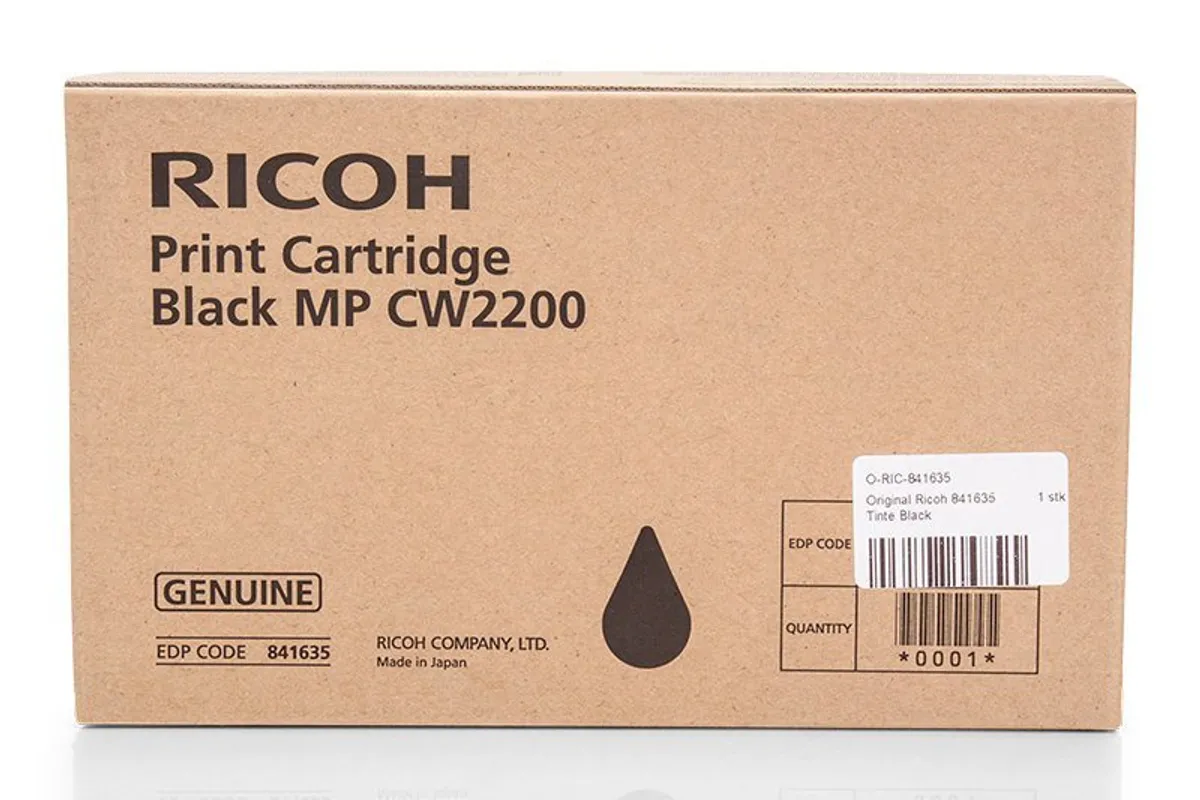 RICOH
Print Cartridge
Black MP CW2200
GENUINE
EDP CODE 841635
RICOH COMPANY, LTD.
Made in Japan
O-RIC-841635
Original Ricoh 841635 1 stk
Tinte Black
EDP CODE
QUANTITY
*0001*